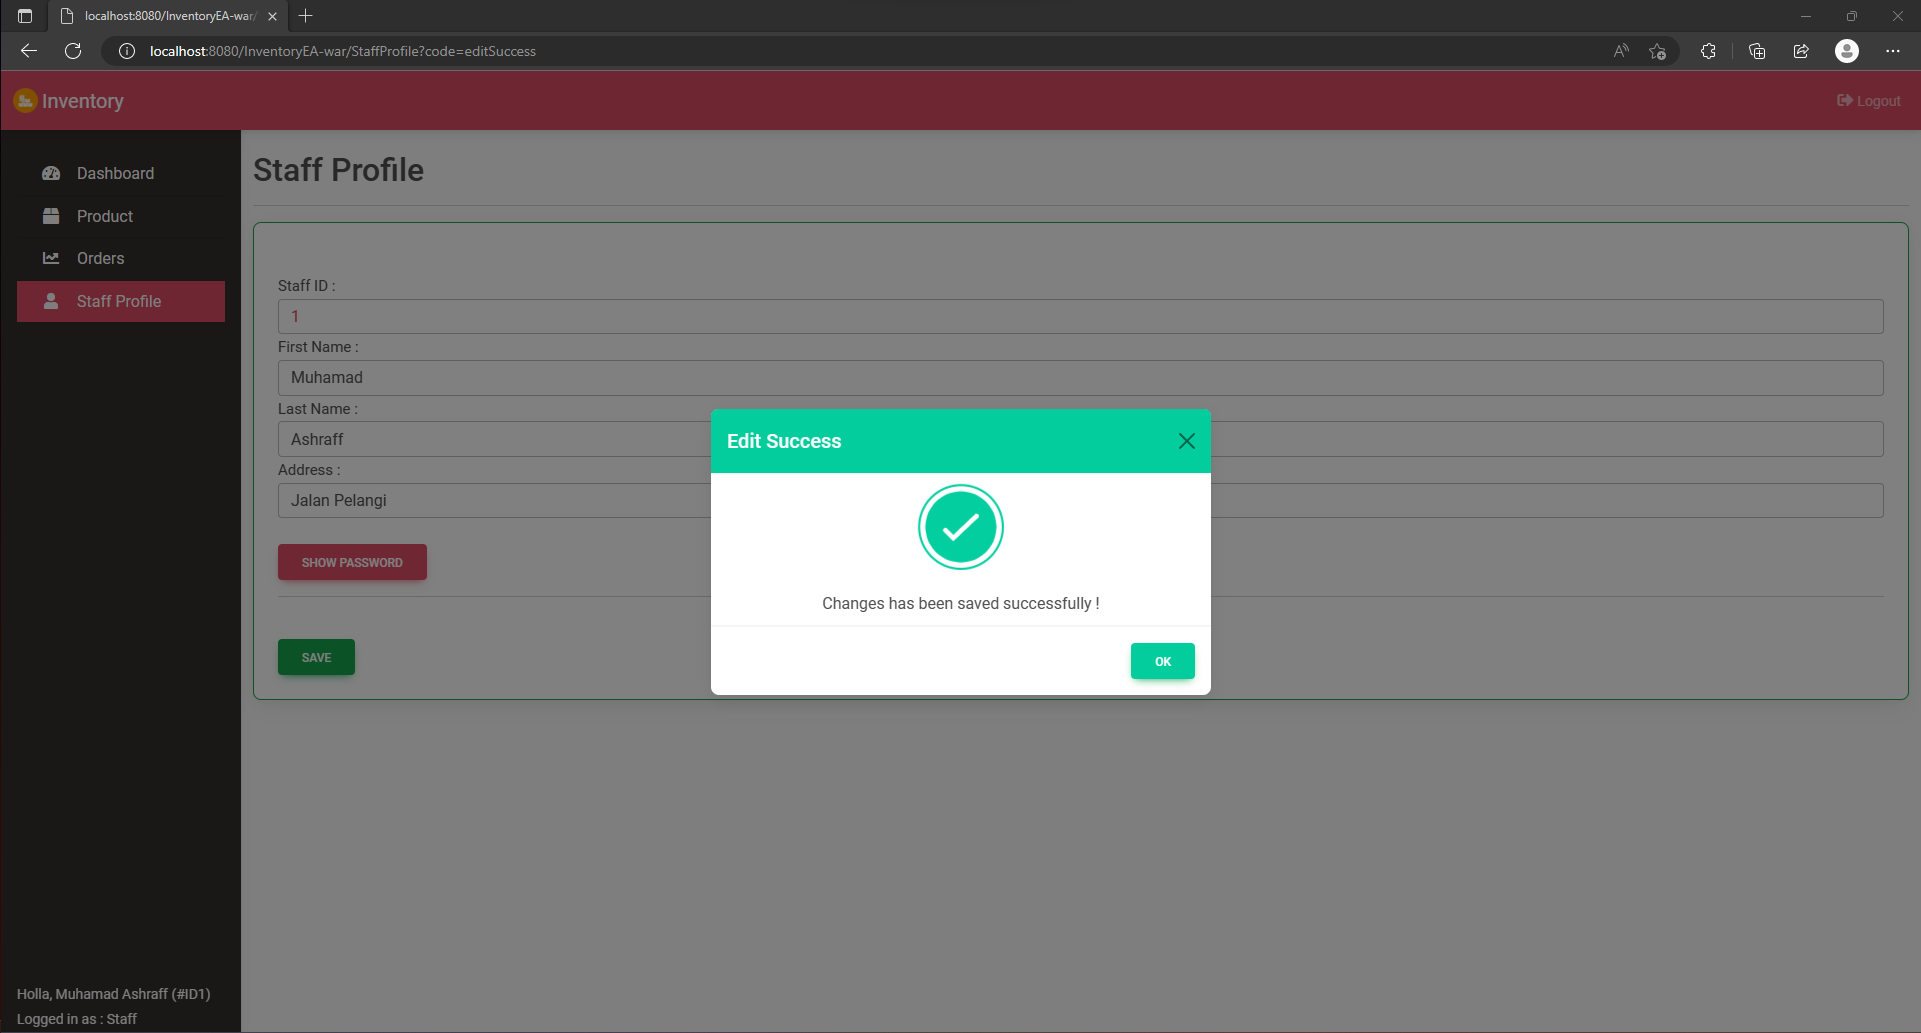 localhost:8080/InventoryEA-war/
localhost:8080/InventoryEA-war/StaffProfile?code=editSuccess
Inventory
Logout
Dashboard
Product
Orders
Staff Profile
Staff Profile
Staff ID :
1
First Name :
Muhamad
Last Name :
Ashraff
Address :
Jalan Pelangi
SHOW PASSWORD
SAVE
Edit Success
Changes has been saved successfully !
OK
Holla, Muhamad Ashraff (#ID1)
Logged in as : Staff